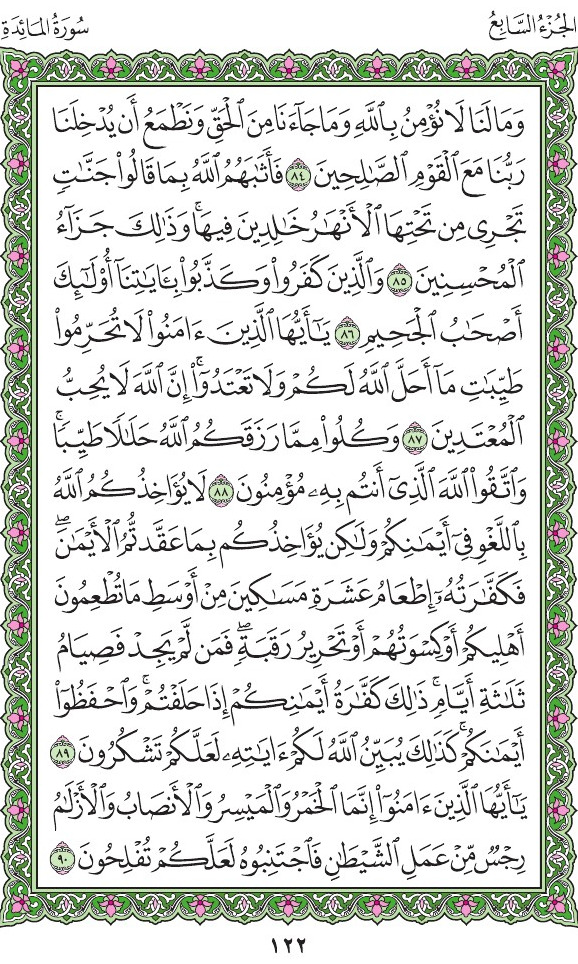 الجُزْءُ السَّابِعُ
سُورَةُ المَائِدَةِ
وَمَا لَنَا لَا نُؤْمِنُ بِٱللَّهِ وَمَا جَآءَنَا مِنَ ٱلْحَقِّ وَنَطْمَعُ أَن يُدْخِلَنَا
رَبُّنَا مَعَ ٱلْقَوْمِ ٱلصَّـٰلِحِينَ ٨٤ فَأَثَـٰبَهُمُ ٱللَّهُ بِمَا قَالُوا۟ جَنَّـٰتٍ
تَجْرِى مِن تَحْتِهَا ٱلْأَنْهَـٰرُ خَـٰلِدِينَ فِيهَا ۚ وَذَٰلِكَ جَزَآءُ
ٱلْمُحْسِنِينَ ٨٥ وَٱلَّذِينَ كَفَرُوا۟ وَكَذَّبُوا۟ بِـَٔايَـٰتِنَآ أُو۟لَـٰٓئِكَ
أَصْحَـٰبُ ٱلْجَحِيمِ ٨٦ يَـٰٓأَيُّهَا ٱلَّذِينَ ءَامَنُوا۟ لَا تُحَرِّمُوا۟
طَيِّبَـٰتِ مَآ أَحَلَّ ٱللَّهُ لَكُمْ وَلَا تَعْتَدُوٓا۟ ۚ إِنَّ ٱللَّهَ لَا يُحِبُّ
ٱلْمُعْتَدِينَ ٨٧ وَكُلُوا۟ مِمَّا رَزَقَكُمُ ٱللَّهُ حَلَـٰلًا طَيِّبًا ۚ
وَٱتَّقُوا۟ ٱللَّهَ ٱلَّذِىٓ أَنتُم بِهِۦ مُؤْمِنُونَ ٨٨ لَا يُؤَاخِذُكُمُ ٱللَّهُ
بِٱللَّغْوِ فِىٓ أَيْمَـٰنِكُمْ وَلَـٰكِن يُؤَاخِذُكُم بِمَا عَقَّدتُّمُ ٱلْأَيْمَـٰنَ ۖ
فَكَفَّـٰرَتُهُۥٓ إِطْعَامُ عَشَرَةِ مَسَـٰكِينَ مِنْ أَوْسَطِ مَا تُطْعِمُونَ
أَهْلِيكُمْ أَوْ كِسْوَتُهُمْ أَوْ تَحْرِيرُ رَقَبَةٍ ۖ فَمَن لَّمْ يَجِدْ فَصِيَامُ
ثَلَـٰثَةِ أَيَّامٍ ۚ ذَٰلِكَ كَفَّـٰرَةُ أَيْمَـٰنِكُمْ إِذَا حَلَفْتُمْ ۚ وَٱحْفَظُوٓا۟
أَيْمَـٰنَكُمْ ۚ كَذَٰلِكَ يُبَيِّنُ ٱللَّهُ لَكُمْ ءَايَـٰتِهِۦ لَعَلَّكُمْ تَشْكُرُونَ ٨٩
يَـٰٓأَيُّهَا ٱلَّذِينَ ءَامَنُوٓا۟ إِنَّمَا ٱلْخَمْرُ وَٱلْمَيْسِرُ وَٱلْأَنصَابُ وَٱلْأَزْلَـٰمُ
رِجْسٌ مِّنْ عَمَلِ ٱلشَّيْطَـٰنِ فَٱجْتَنِبُوهُ لَعَلَّكُمْ تُفْلِحُونَ ٩٠
١٢٢